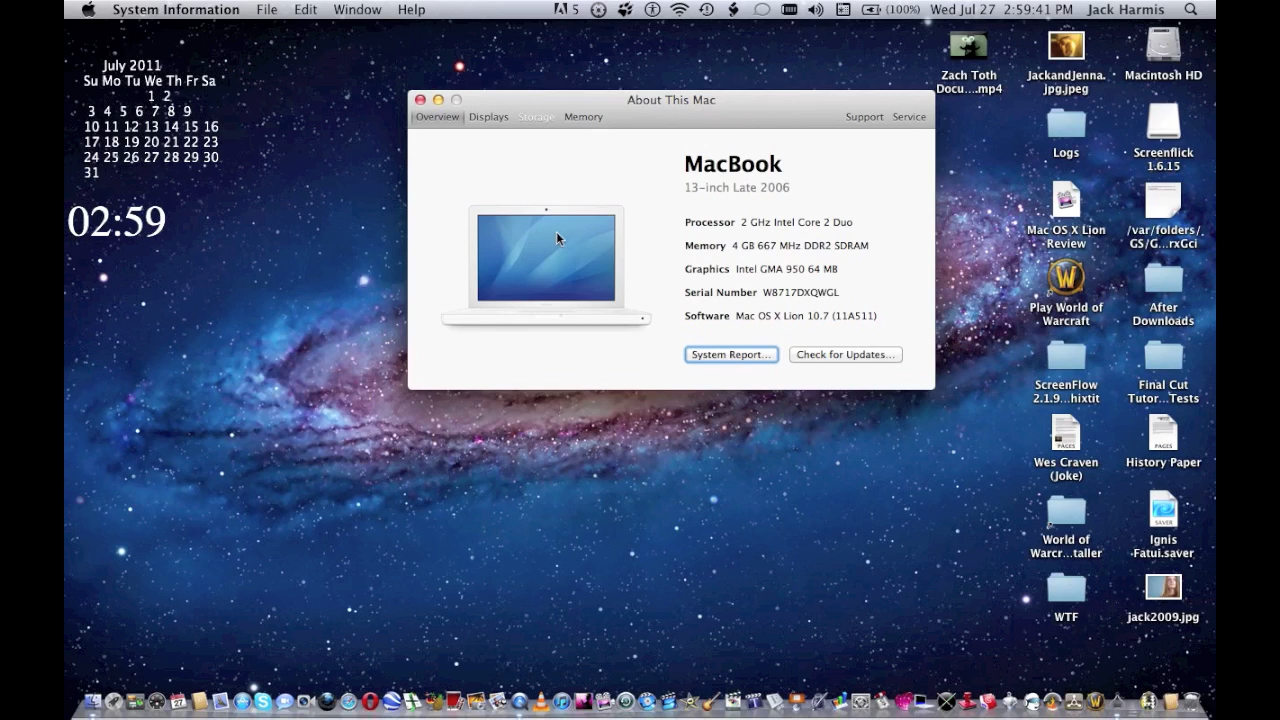 System Information File Edit Window Help 5 (100%) Wed Jul 27 2:59:41 PM Jack Harmis
July 2011
Su Mo Tu We Th Fr Sa
1 2
3 4 5 6 7 8 9
10 11 12 13 14 15 16
17 18 19 20 21 22 23
24 25 26 27 28 29 30
31
02:59
About This Mac
Overview Displays Storage Memory Support Service
MacBook
13-inch Late 2006
Processor 2 GHz Intel Core 2 Duo
Memory 4 GB 667 MHz DDR2 SDRAM
Graphics Intel GMA 950 64 MB
Serial Number W8717DXQWGL
Software Mac OS X Lion 10.7 (11A511)
System Report... Check for Updates...
Zach Toth
Docu....mp4
JackandJenna.
jpg.jpeg
Macintosh HD
Logs
Screenflick
1.6.15
Mac OS X Lion
Review
/var/folders/
GS/G...rxGci
Play World of
Warcraft
After
Downloads
ScreenFlow
2.1.9...hixtit
Final Cut
Tutor...Tests
PAGES
Wes Craven
(Joke)
PAGES
History Paper
World of
Warcr...taller
SAVER
Ignis
Fatui.saver
WTF
jack2009.jpg